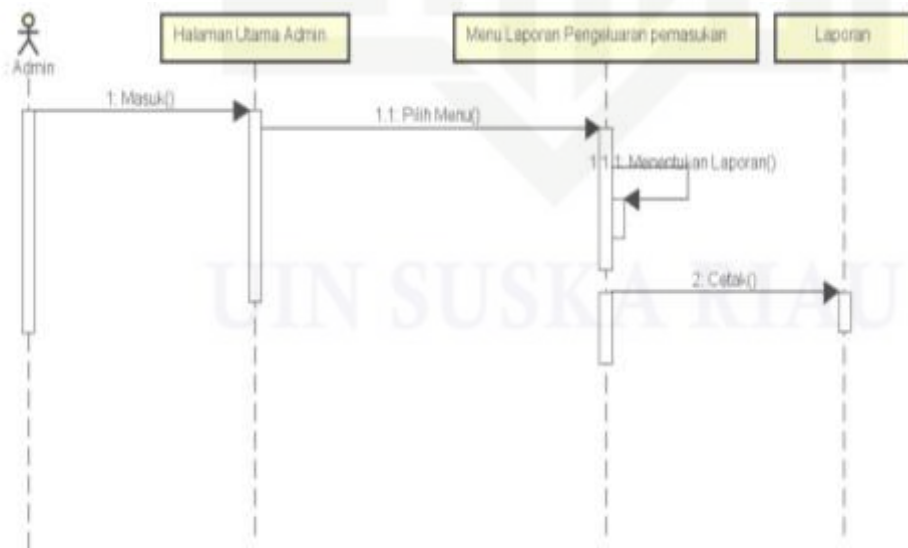 : Admin
Halaman Utama Admin
Menu Laporan Pengeluaran pemasukan
Laporan
1: Masuk()
1.1: Pilih Menu()
1.1.1: Menentukan Laporan()
2: Cetak()
UIN SUSKA RIAU